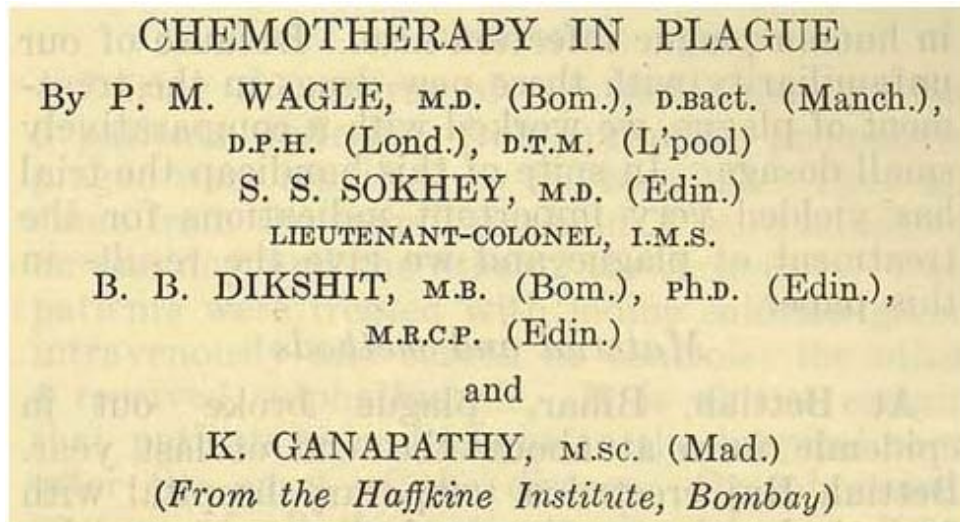 CHEMOTHERAPY IN PLAGUE
By P. M. WAGLE, M.D. (Bom.), D.Bact. (Manch.),
D.P.H. (Lond.), D.T.M. (L'pool)
S. S. SOKHEY, M.D. (Edin.)
LIEUTENANT-COLONEL, I.M.S.
B. B. DIKSHIT, M.B. (Bom.), Ph.D. (Edin.),
M.R.C.P. (Edin.)
and
K. GANAPATHY, M.SC. (Mad.)
(From the Haffkine Institute, Bombay)